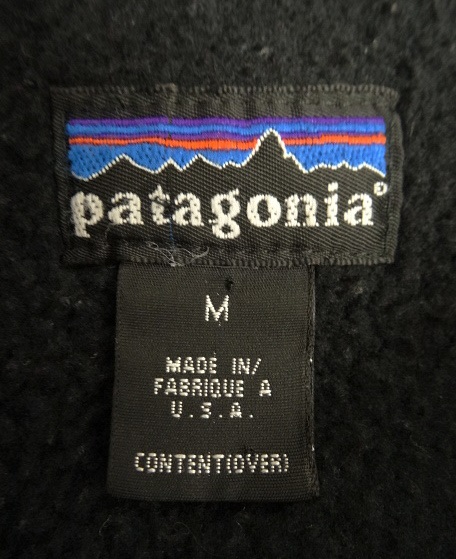 patagonia®
M
MADE IN/
FABRIQUE A
U.S.A.
CONTENT(OVER)